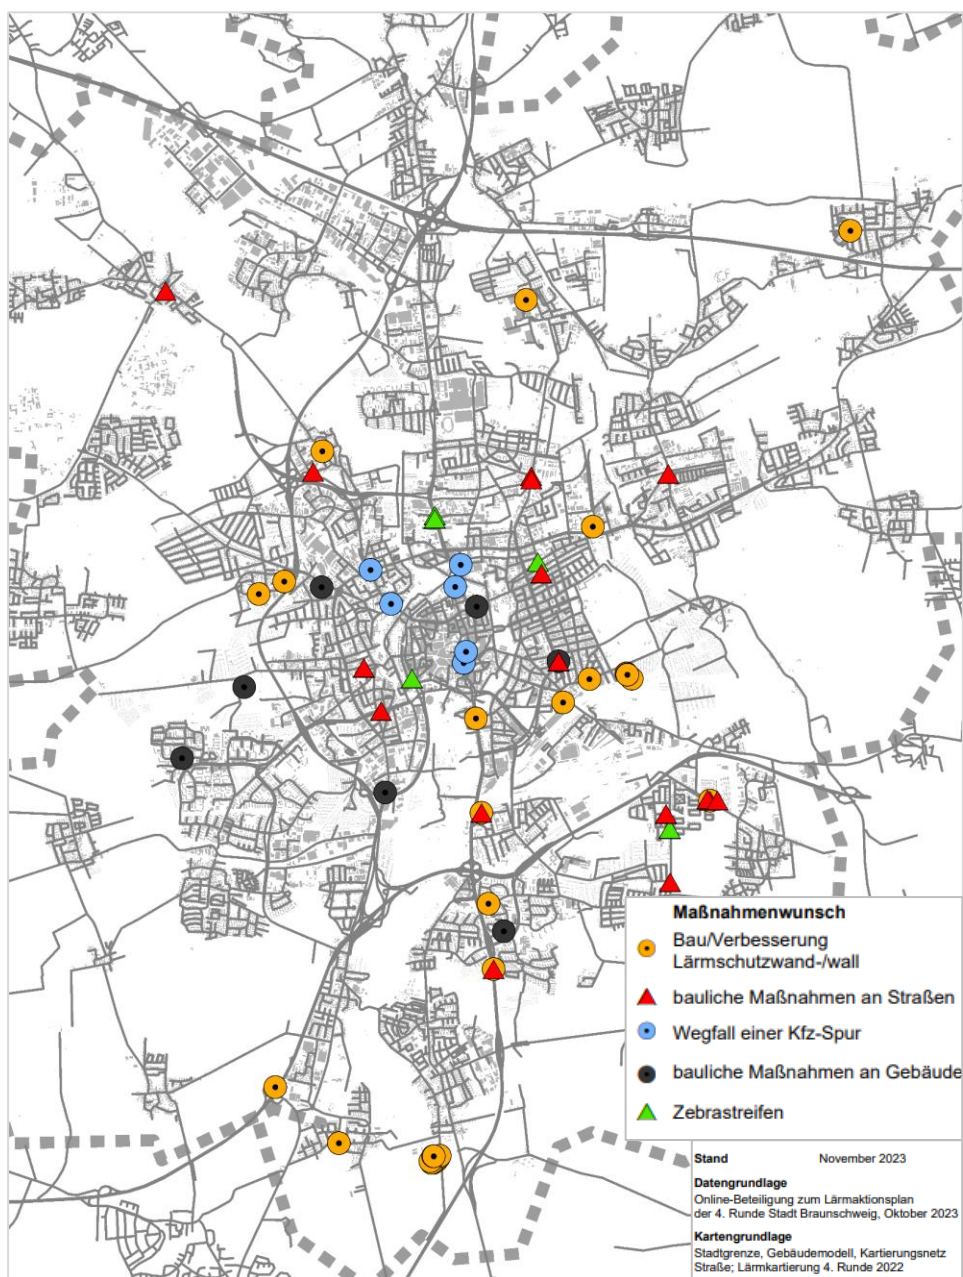 Maßnahmenwunsch
Bau/Verbesserung
Lärmschutzwand-/wall
bauliche Maßnahmen an Straßen
Wegfall einer Kfz-Spur
bauliche Maßnahmen an Gebäude
Zebrastreifen
Stand November 2023
Datengrundlage
Online-Beteiligung zum Lärmaktionsplan
der 4. Runde Stadt Braunschweig, Oktober 2023
Kartengrundlage
Stadtgrenze, Gebäudemodell, Kartierungsnetz
Straße; Lärmkartierung 4. Runde 2022